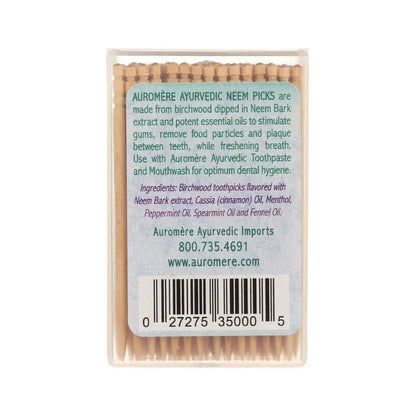 AUROMÈRE AYURVEDIC NEEM PICKS are
made from birchwood dipped in Neem Bark
extract and potent essential oils to stimulate
gums, remove food particles and plaque
between teeth, while freshening breath.
Use with Auromère Ayurvedic Toothpaste
and Mouthwash for optimum dental hygiene.
Ingredients: Birchwood toothpicks flavored with
Neem Bark extract, Cassia (cinnamon) Oil, Menthol,
Peppermint Oil, Spearmint Oil and Fennel Oil.
Auromère Ayurvedic Imports
800.735.4691
www.auromere.com
0 27275 35000 5